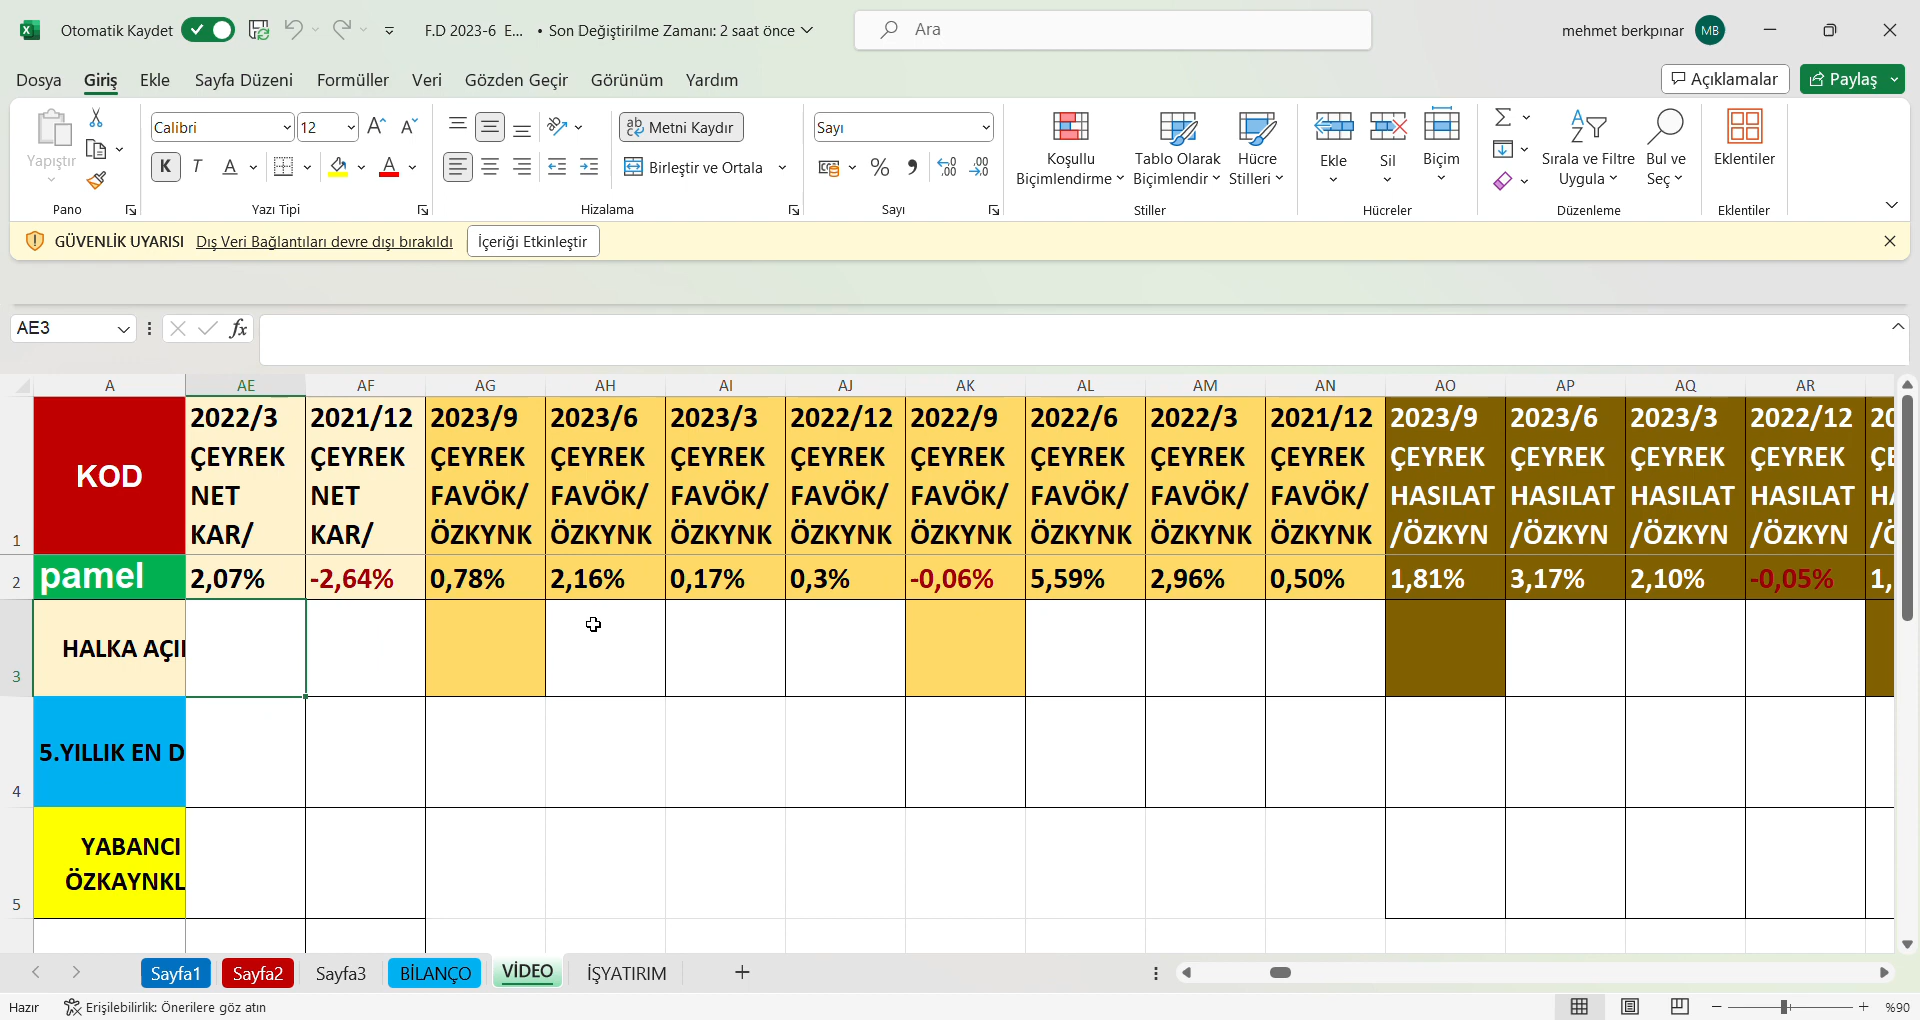 Otomatik Kaydet F.D 2023-6 E... • Son Değiştirilme Zamanı: 2 saat önce Ara mehmet berkpınar MB
Dosya Giriş Ekle Sayfa Düzeni Formüller Veri Gözden Geçir Görünüm Yardım Açıklamalar Paylaş
Yapıştır Calibri 12 Metni Kaydır Sayı
K T A A Birleştir ve Ortala % Koşullu Biçimlendirme Tablo Olarak Biçimlendir Hücre Stilleri Ekle Sil Biçim Sırala ve Filtre Uygula Bul ve Seç Eklentiler
Pano Yazı Tipi Hizalama Sayı Stiller Hücreler Düzenleme Eklentiler
GÜVENLİK UYARISI Dış Veri Bağlantıları devre dışı bırakıldı İçeriği Etkinleştir
AE3 fx
A AE AF AG AH AI AJ AK AL AM AN AO AP AQ AR
2022/3 2021/12 2023/9 2023/6 2023/3 2022/12 2022/9 2022/6 2022/3 2021/12 2023/9 2023/6 2023/3 2022/12 20
ÇEYREK ÇEYREK ÇEYREK ÇEYREK ÇEYREK ÇEYREK ÇEYREK ÇEYREK ÇEYREK ÇEYREK ÇEYREK ÇEYREK ÇEYREK ÇEYREK ÇE
KOD NET NET FAVÖK/ FAVÖK/ FAVÖK/ FAVÖK/ FAVÖK/ FAVÖK/ FAVÖK/ FAVÖK/ HASILAT HASILAT HASILAT HASILAT HA
1 KAR/ KAR/ ÖZKYNK ÖZKYNK ÖZKYNK ÖZKYNK ÖZKYNK ÖZKYNK ÖZKYNK ÖZKYNK /ÖZKYN /ÖZKYN /ÖZKYN /ÖZKYN /Ö
2 pamel 2,07% -2,64% 0,78% 2,16% 0,17% 0,3% -0,06% 5,59% 2,96% 0,50% 1,81% 3,17% 2,10% -0,05% 1,
3 HALKA AÇI
4 5.YILLIK EN D
YABANCI
5 ÖZKAYNKL
Sayfa1 Sayfa2 Sayfa3 BİLANÇO VİDEO İŞYATIRIM
Hazır Erişilebilirlik: Önerilere göz atın %90